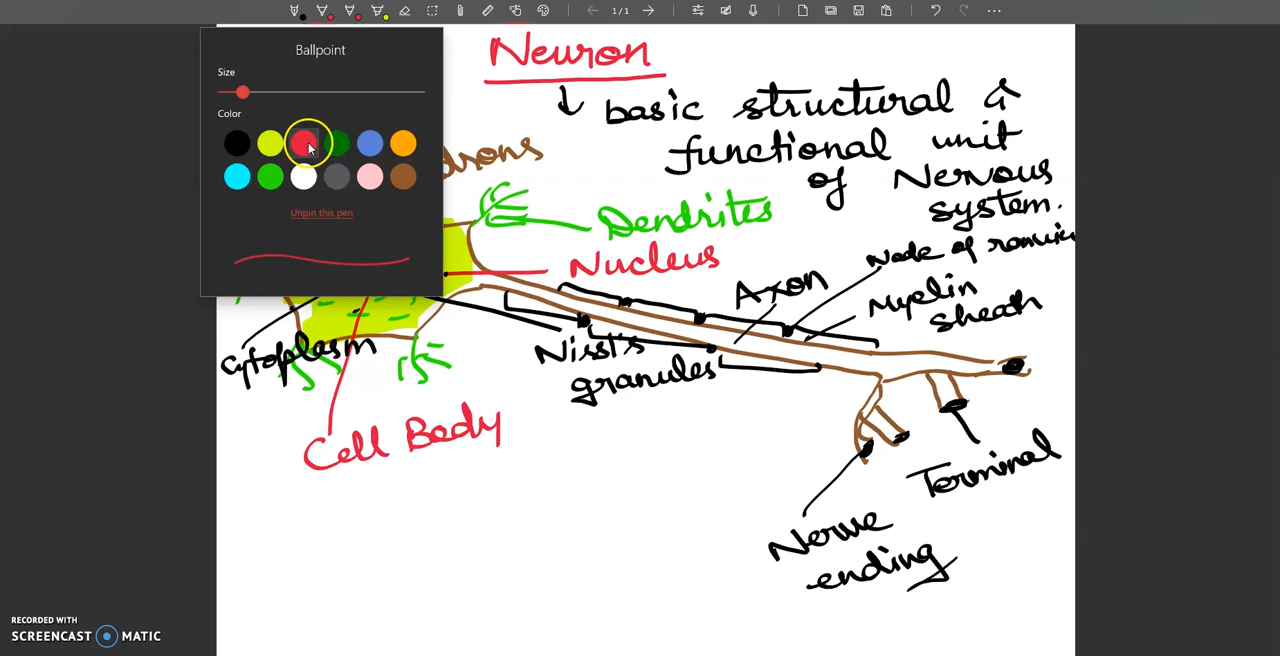 1/1
Ballpoint
Size
Color
Unpin this pen
Neuron
basic structural &
functional unit
of Nervous
system.
drons
Dendrites
Nucleus
Node of ranvier
Axon
Myelin
sheath
Cytoplasm
Nissl's
granules
Cell Body
Terminal
Nerve
ending
RECORDED WITH
SCREENCAST MATIC